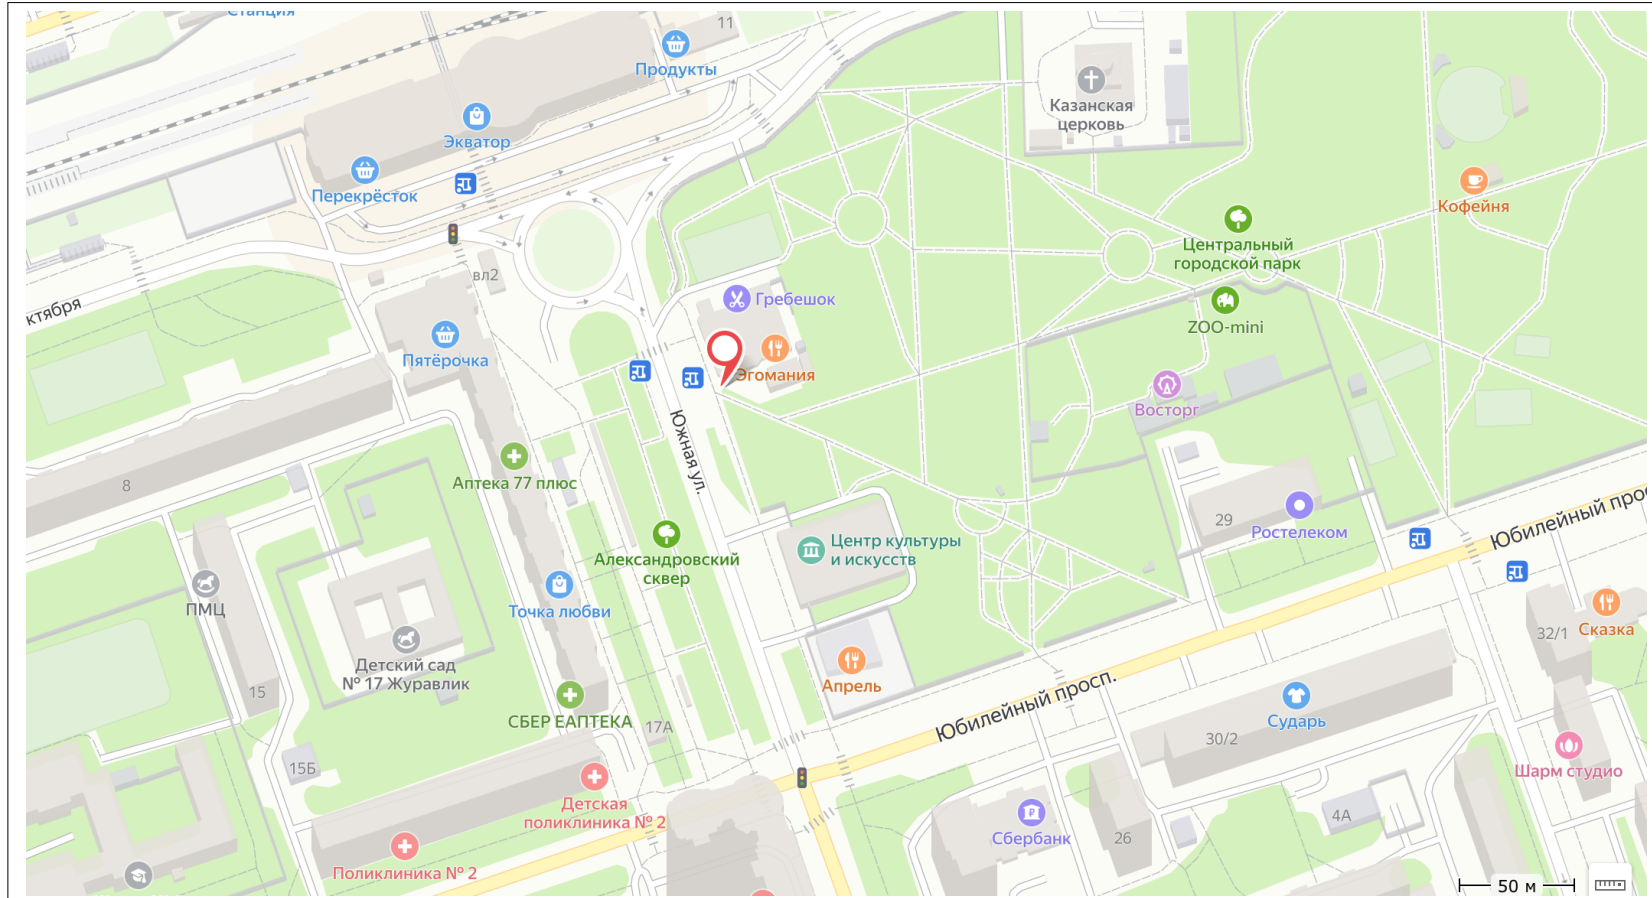 Станция
11
Продукты
Казанская
церковь
Экватор
Перекрёсток
Кофейня
Центральный
городской парк
вл2
ктября
Гребешок
ZOO-mini
Пятёрочка
Эгомания
Восторг
Южная ул.
8
Аптека 77 плюс
29
Ростелеком
Юбилейный прос
Центр культуры
и искусств
Александровский
сквер
ПМЦ
Точка любви
32/1
Сказка
Детский сад
№ 17 Журавлик
15
Апрель
СБЕР ЕАПТЕКА
17А
Юбилейный просп.
Сударь
30/2
15Б
Шарм студио
Детская
поликлиника № 2
4А
Сбербанк
26
Поликлиника № 2
50 м